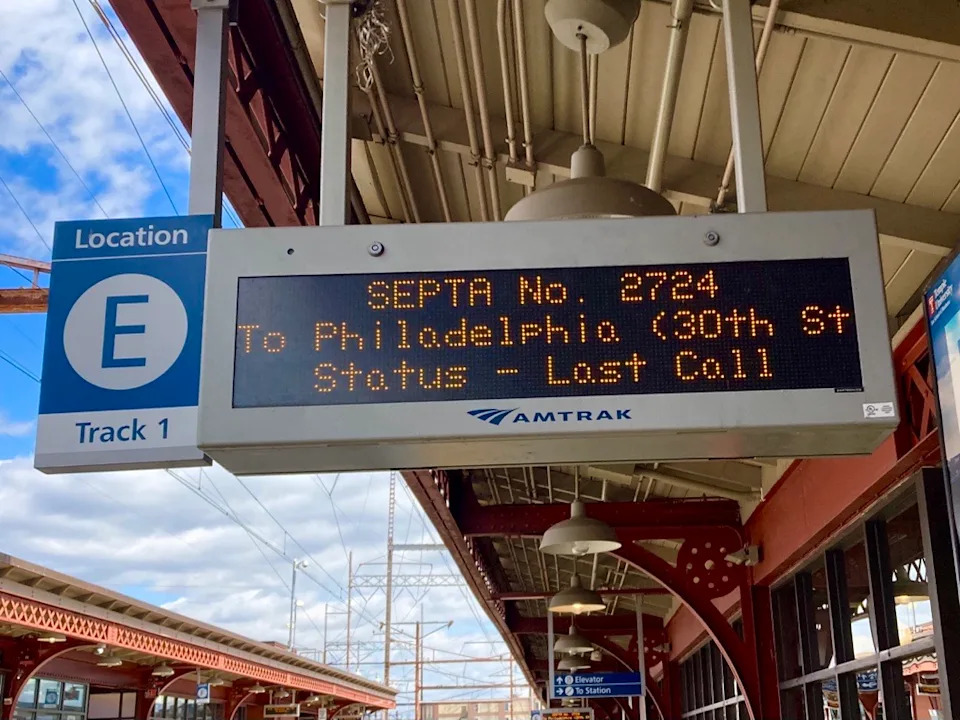 Location
E
Track 1
SEPTA No. 2724
To Philadelphia (30th St
Status - Last Call
AMTRAK
Elevator
To Station